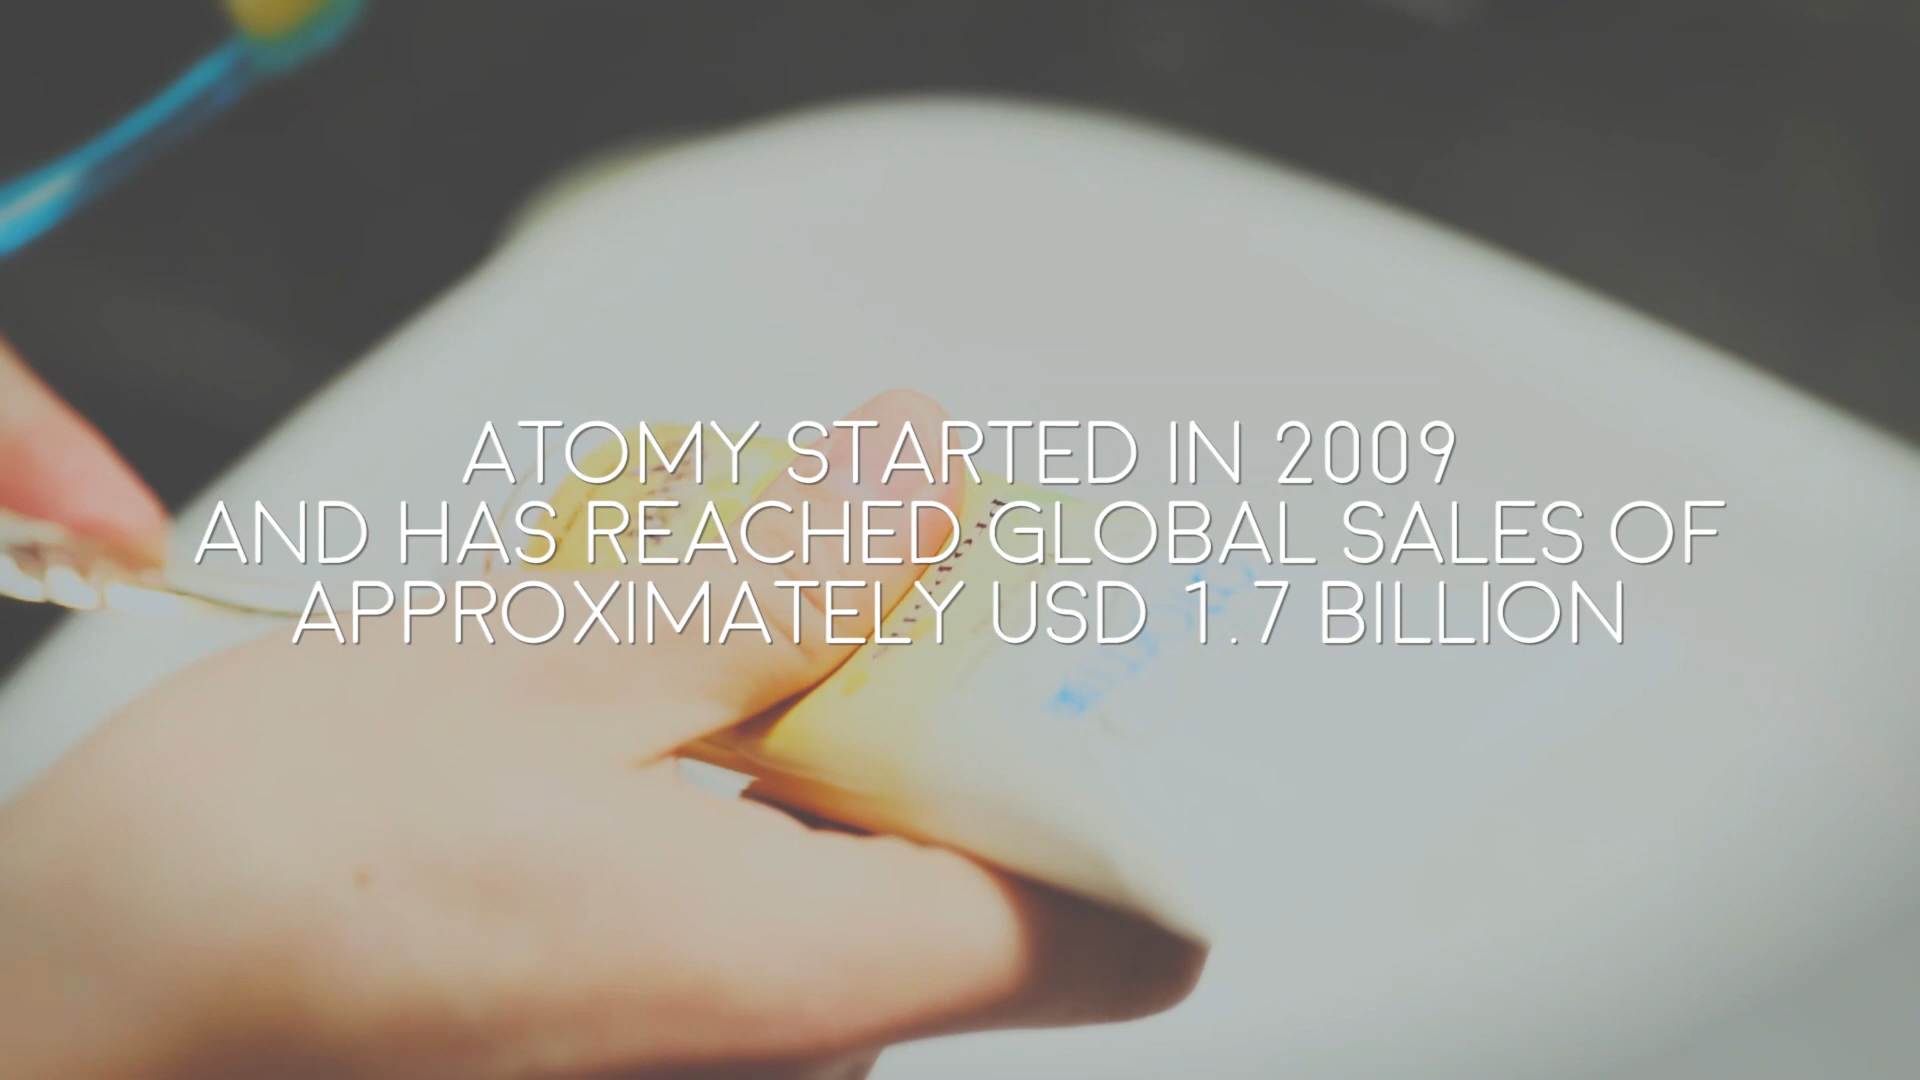 ATOMY STARTED IN 2009
AND HAS REACHED GLOBAL SALES OF
APPROXIMATELY USD 1.7 BILLION